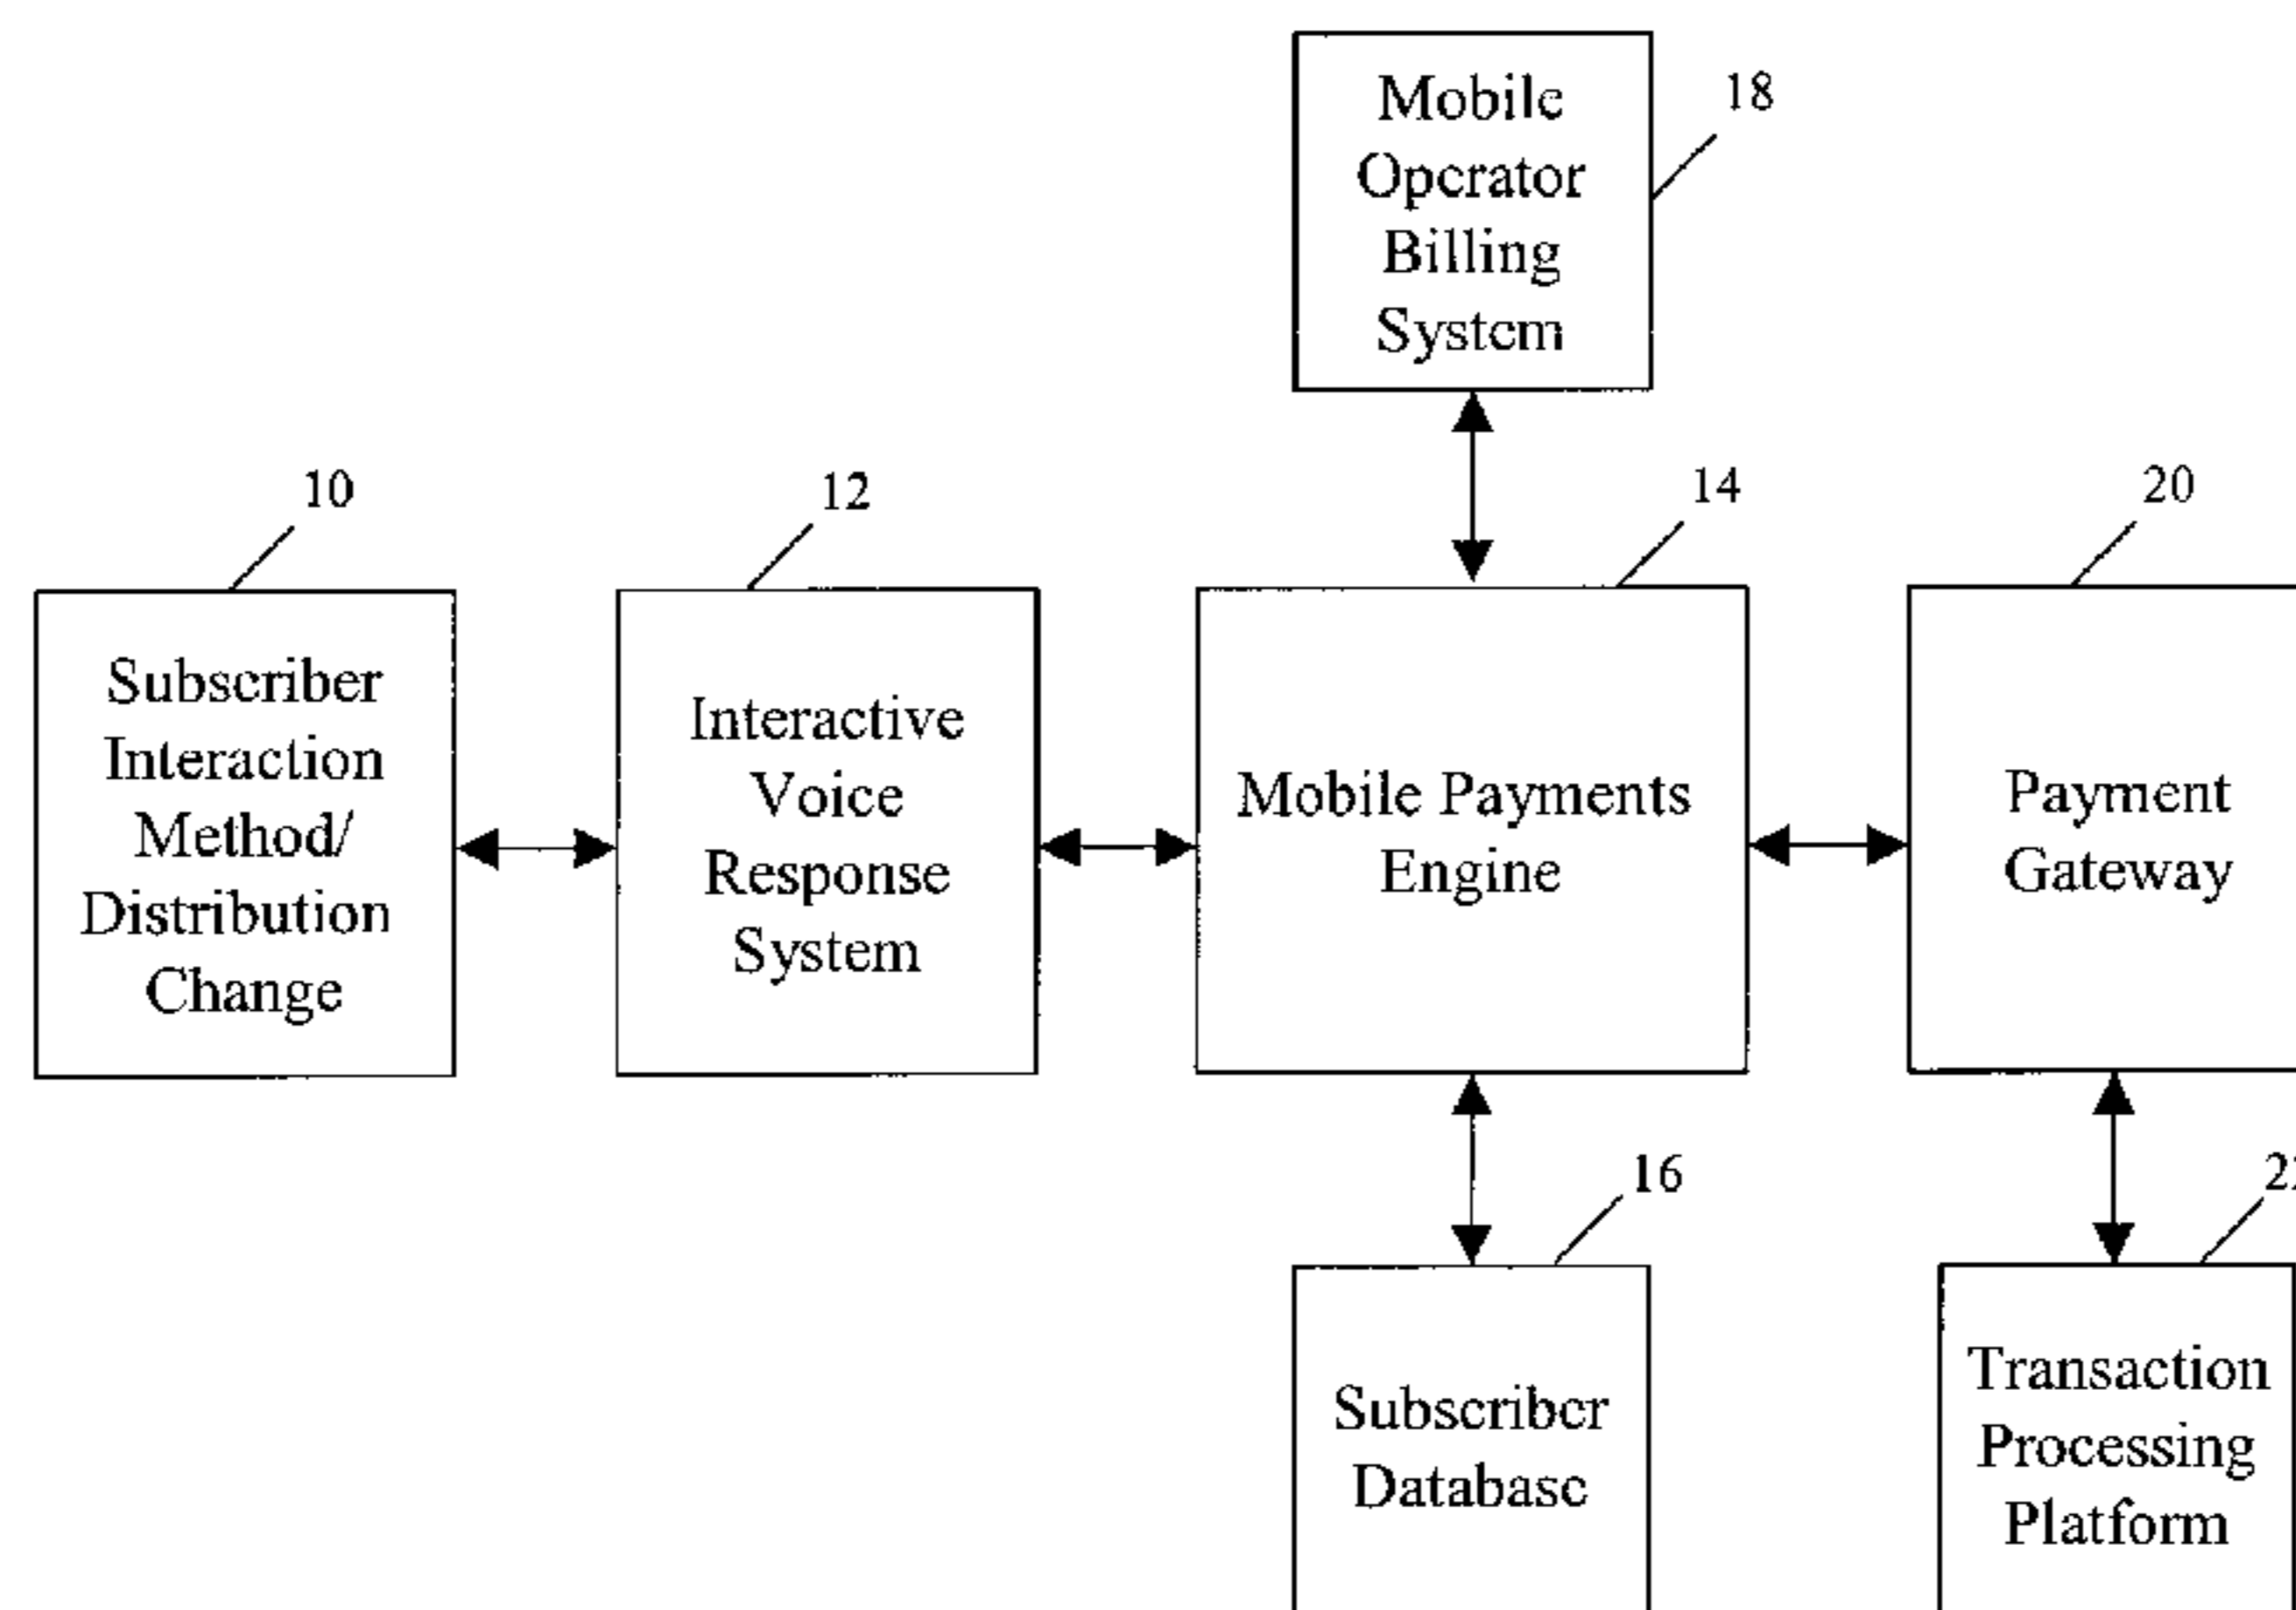 Mobile
Operator
Billing
System
18
10
12
14
20
Subscriber
Interaction
Method/
Distribution
Change
Interactive
Voice
Response
System
Mobile Payments
Engine
Payment
Gateway
16
Subscriber
Database
Transaction
Processing
Platform